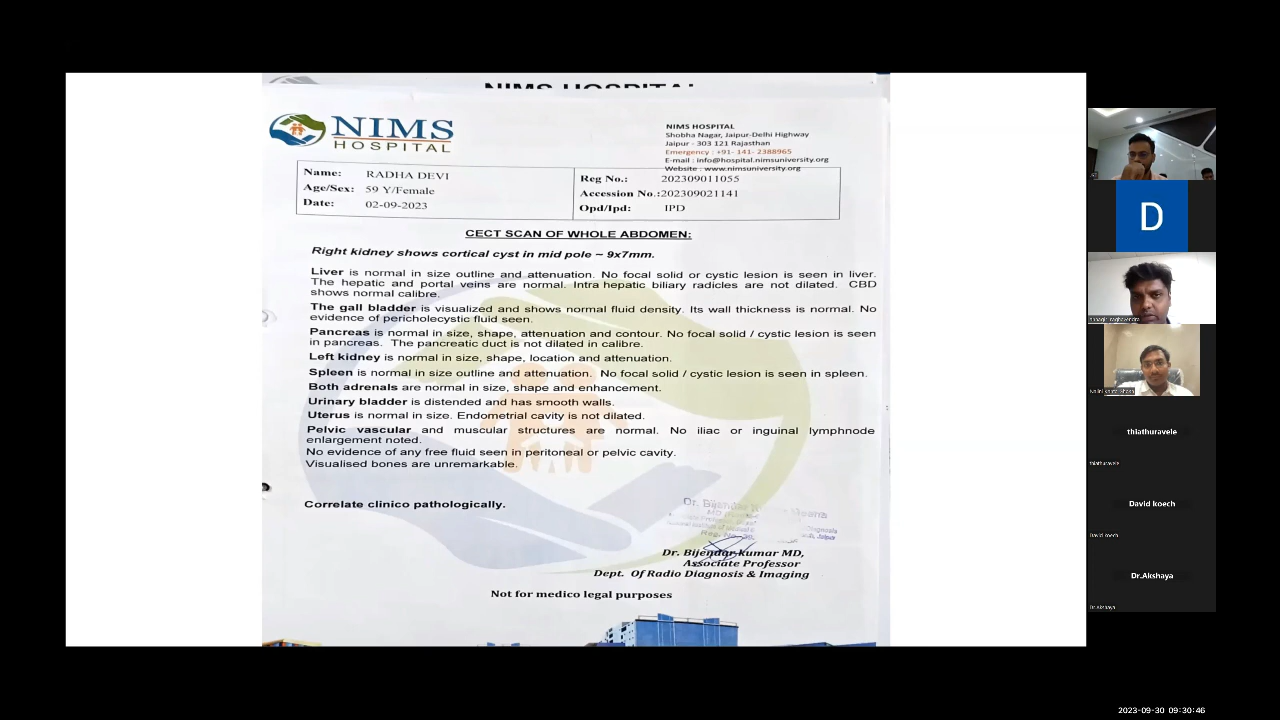 NIMS HOSPITAL
NIMS
HOSPITAL
NIMS HOSPITAL
Shobha Nagar, Jaipur-Delhi Highway
Jaipur - 303 121 Rajasthan
Emergency : +91- 141- 2388965
E-mail : info@hospital.nimsuniversity.org
Website : www.nimsuniversity.org
Name: RADHA DEVI
Age/Sex: 59 Y/Female
Date: 02-09-2023
Reg No.: 202309011055
Accession No.:202309021141
Opd/Ipd: IPD
CECT SCAN OF WHOLE ABDOMEN:
Right kidney shows cortical cyst in mid pole ~ 9x7mm.
Liver is normal in size outline and attenuation. No focal solid or cystic lesion is seen in liver.
The hepatic and portal veins are normal. Intra hepatic biliary radicles are not dilated. CBD
shows normal calibre.
The gall bladder is visualized and shows normal fluid density. Its wall thickness is normal. No
evidence of pericholecystic fluid seen.
Pancreas is normal in size, shape, attenuation and contour. No focal solid / cystic lesion is seen
in pancreas. The pancreatic duct is not dilated in calibre.
Left kidney is normal in size, shape, location and attenuation.
Spleen is normal in size outline and attenuation. No focal solid / cystic lesion is seen in spleen.
Both adrenals are normal in size, shape and enhancement.
Urinary bladder is distended and has smooth walls.
Uterus is normal in size. Endometrial cavity is not dilated.
Pelvic vascular and muscular structures are normal. No iliac or inguinal lymphnode
enlargement noted.
No evidence of any free fluid seen in peritoneal or pelvic cavity.
Visualised bones are unremarkable.
Correlate clinico pathologically.
Dr. Bijendar kumar MD,
Associate Professor
Dept. Of Radio Diagnosis & Imaging
Not for medico legal purposes
D
thiathuravele
thiathuravele
David koech
David koech
Dr.Akshaya
Dr.Akshaya
2023-09-30 09:30:46